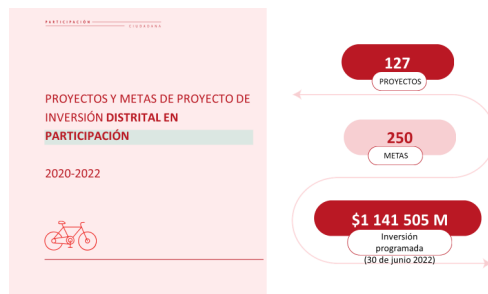 PARTICIPACIÓN
CIUDADANA
PROYECTOS Y METAS DE PROYECTO DE
INVERSIÓN DISTRITAL EN
PARTICIPACIÓN
2020-2022
127
PROYECTOS
250
METAS
$1 141 505 M
Inversión
programada
(30 de junio 2022)